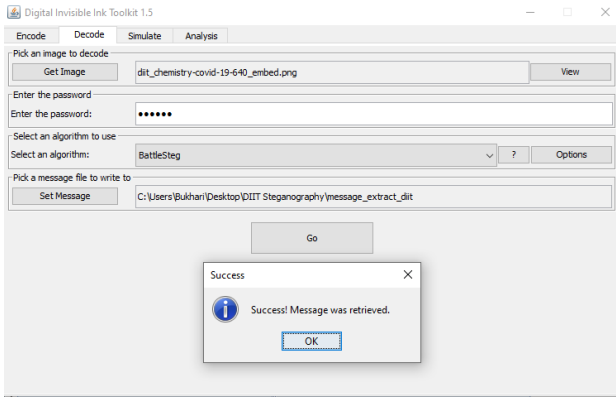 Digital Invisible Ink Toolkit 1.5
Encode Decode Simulate Analysis
Pick an image to decode
Get Image diit_chemistry-covid-19-640_embed.png View
Enter the password
Enter the password: ••••••
Select an algorithm to use
Select an algorithm: BattleSteg ? Options
Pick a message file to write to
Set Message C:\Users\Bukhari\Desktop\DIIT Steganography\message_extract_diit
Go
Success
Success! Message was retrieved.
OK